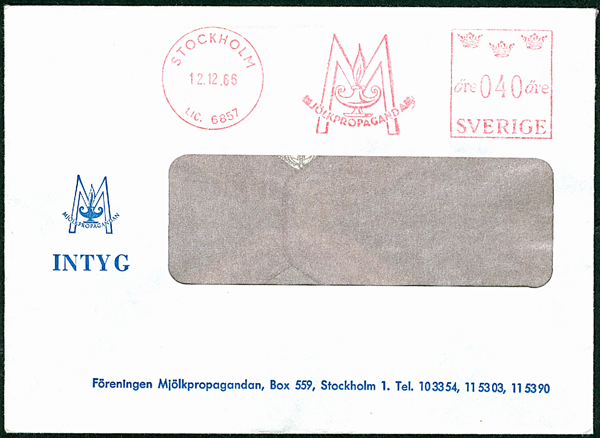 STOCKHOLM
12.12.66
LIC. 6857
M
MJÖLKPROPAGANDAN
öre 040 öre
SVERIGE
M
MJÖLKPROPAGANDAN
INTYG
Föreningen Mjölkpropagandan, Box 559, Stockholm 1. Tel. 10 33 54, 11 53 03, 11 53 90